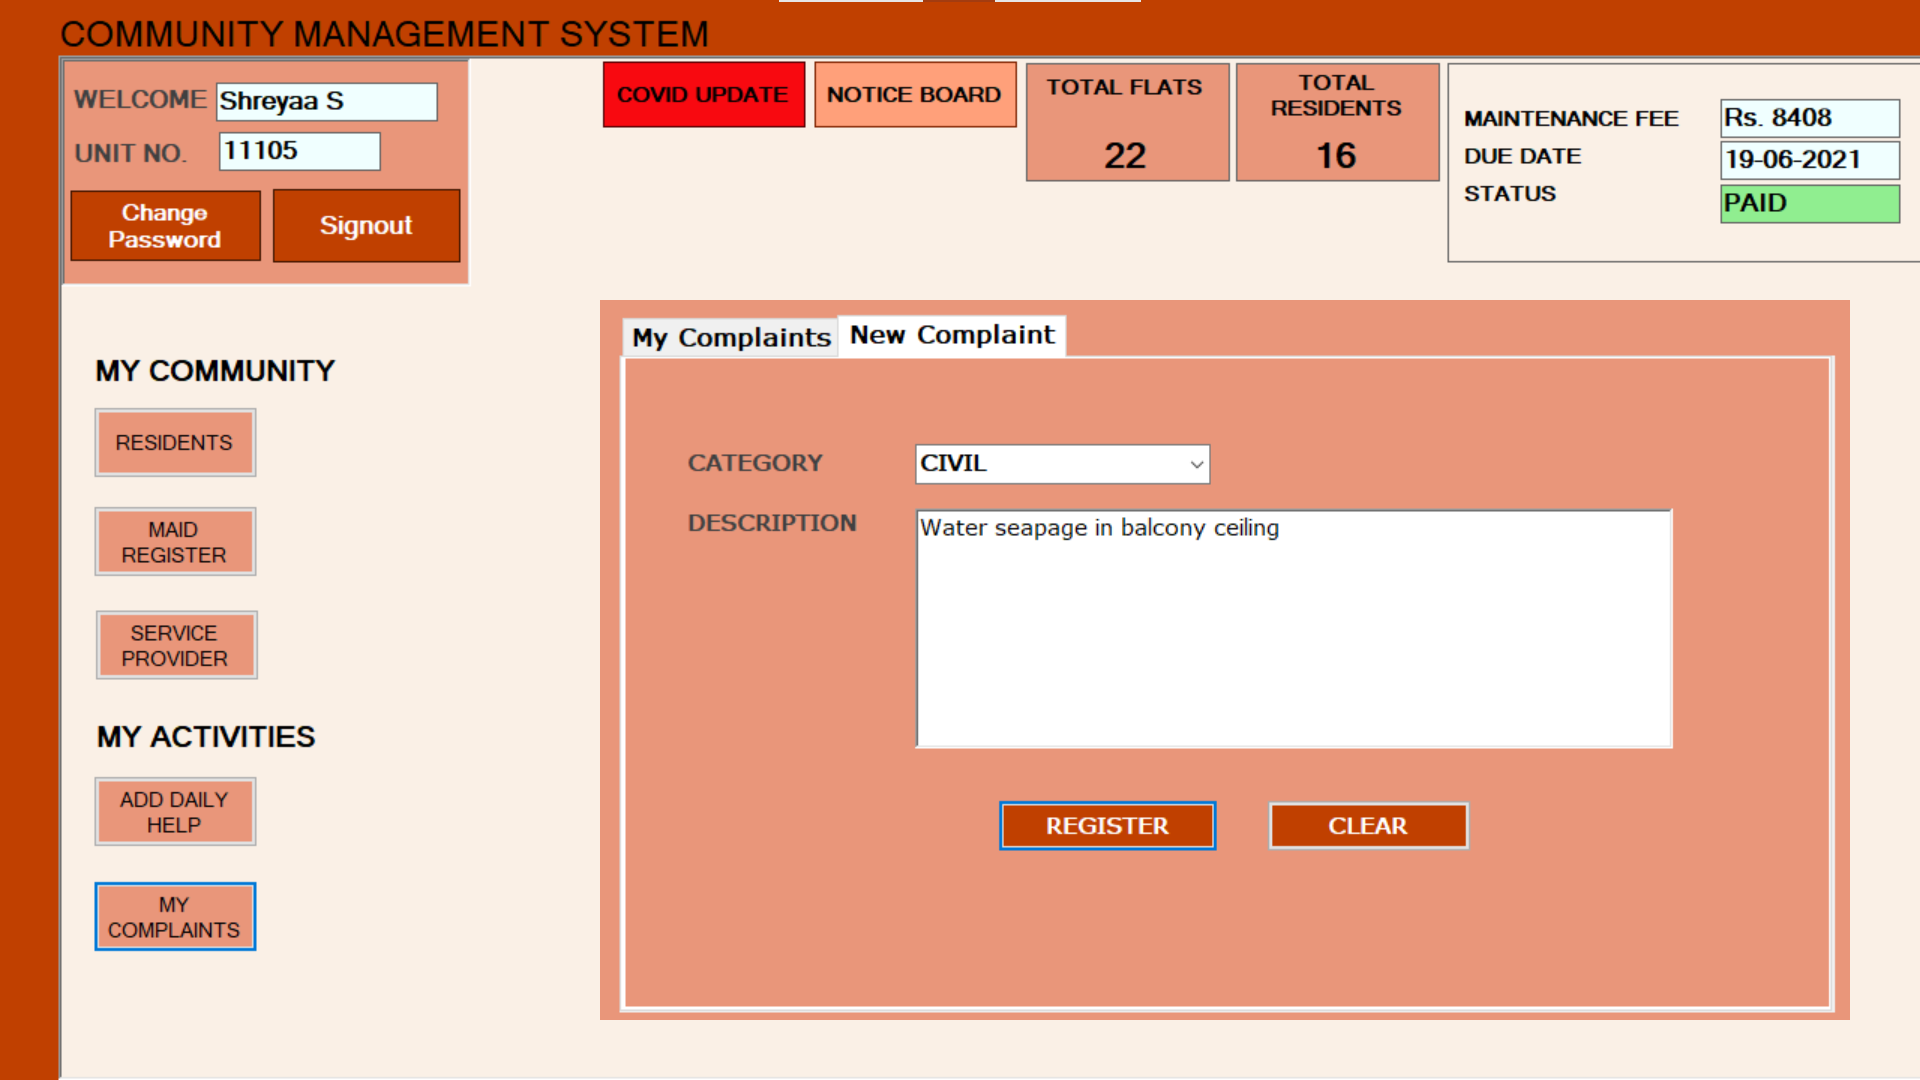 COMMUNITY MANAGEMENT SYSTEM
WELCOME Shreyaa S
UNIT NO. 11105
Change
Password
Signout
COVID UPDATE
NOTICE BOARD
TOTAL FLATS
22
TOTAL
RESIDENTS
16
MAINTENANCE FEE Rs. 8408
DUE DATE 19-06-2021
STATUS PAID
MY COMMUNITY
RESIDENTS
MAID
REGISTER
SERVICE
PROVIDER
MY ACTIVITIES
ADD DAILY
HELP
MY
COMPLAINTS
My Complaints New Complaint
CATEGORY CIVIL
DESCRIPTION Water seapage in balcony ceiling
REGISTER CLEAR